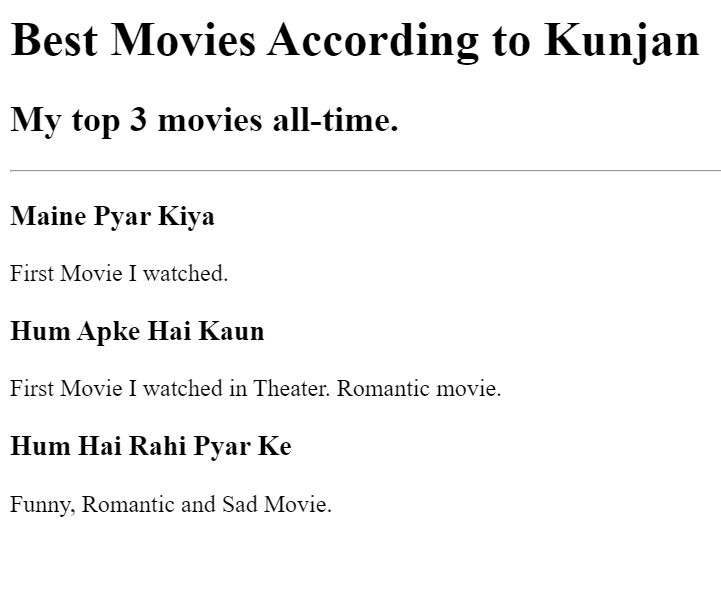 Best Movies According to Kunjan
My top 3 movies all-time.
Maine Pyar Kiya
First Movie I watched.
Hum Apke Hai Kaun
First Movie I watched in Theater. Romantic movie.
Hum Hai Rahi Pyar Ke
Funny, Romantic and Sad Movie.